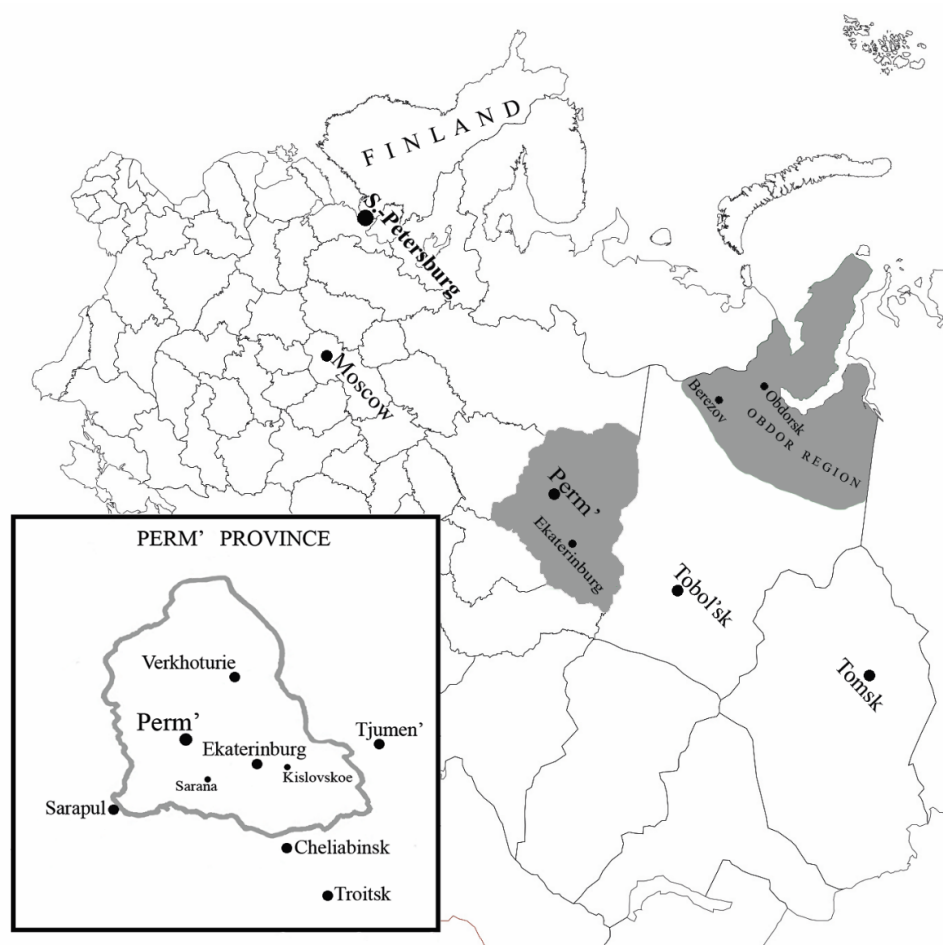 FINLAND
S.-Petersburg
Moscow
Berezov
Obdorsk
OBDOR REGION
Perm’
Ekaterinburg
Tobol’sk
Tomsk
PERM’ PROVINCE
Verkhoturie
Perm’
Tjumen’
Ekaterinburg
Kislovskoe
Sarana
Sarapul
Cheliabinsk
Troitsk